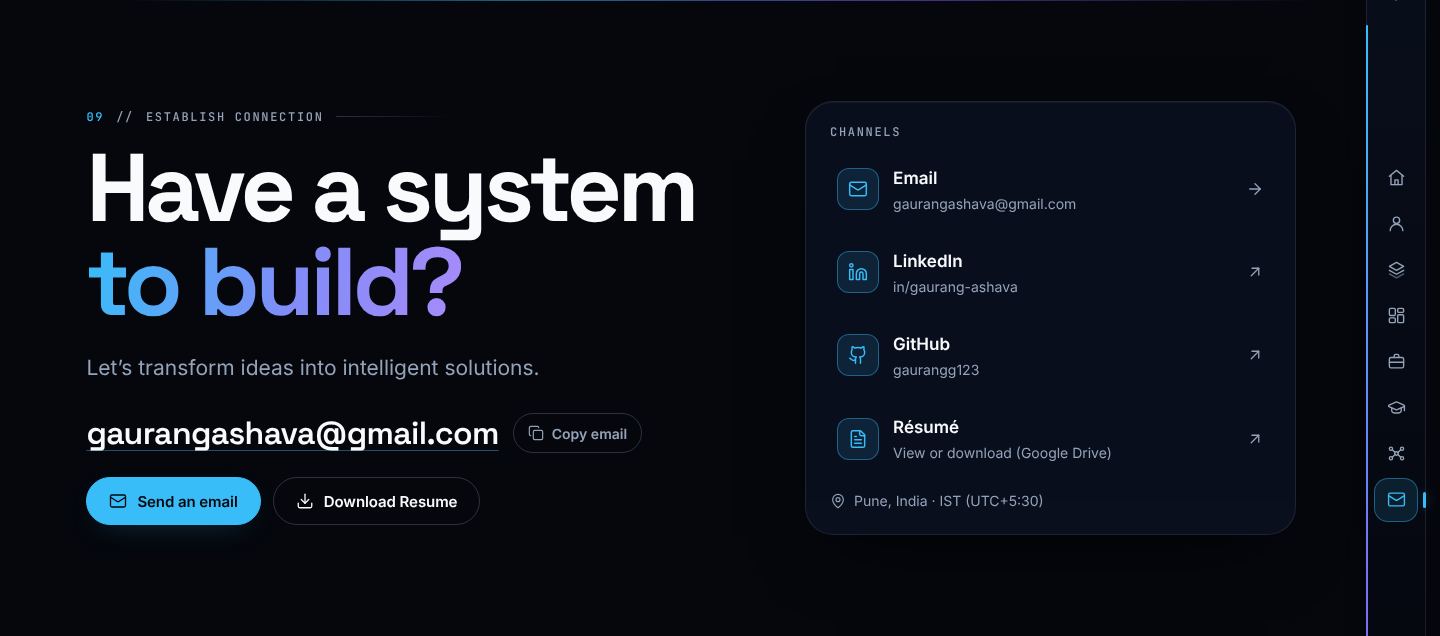 09 // ESTABLISH CONNECTION
Have a system
to build?
Let’s transform ideas into intelligent solutions.
gaurangashava@gmail.com
Copy email
Send an email
Download Resume
CHANNELS
Email
gaurangashava@gmail.com
LinkedIn
in/gaurang-ashava
GitHub
gaurangg123
Résumé
View or download (Google Drive)
Pune, India · IST (UTC+5:30)